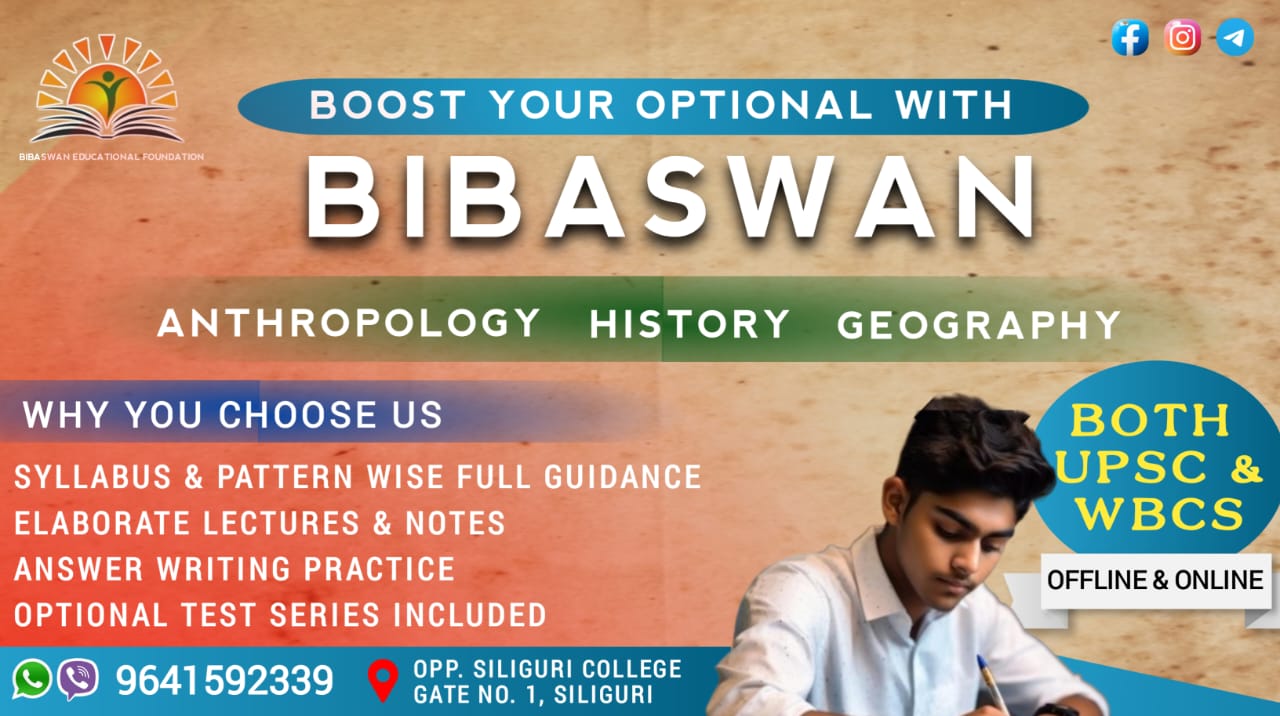 BIBASWAN EDUCATIONAL FOUNDATION
BOOST YOUR OPTIONAL WITH
BIBASWAN
ANTHROPOLOGY HISTORY GEOGRAPHY
WHY YOU CHOOSE US
SYLLABUS & PATTERN WISE FULL GUIDANCE
ELABORATE LECTURES & NOTES
ANSWER WRITING PRACTICE
OPTIONAL TEST SERIES INCLUDED
BOTH
UPSC &
WBCS
OFFLINE & ONLINE
9641592339
OPP. SILIGURI COLLEGE
GATE NO. 1, SILIGURI